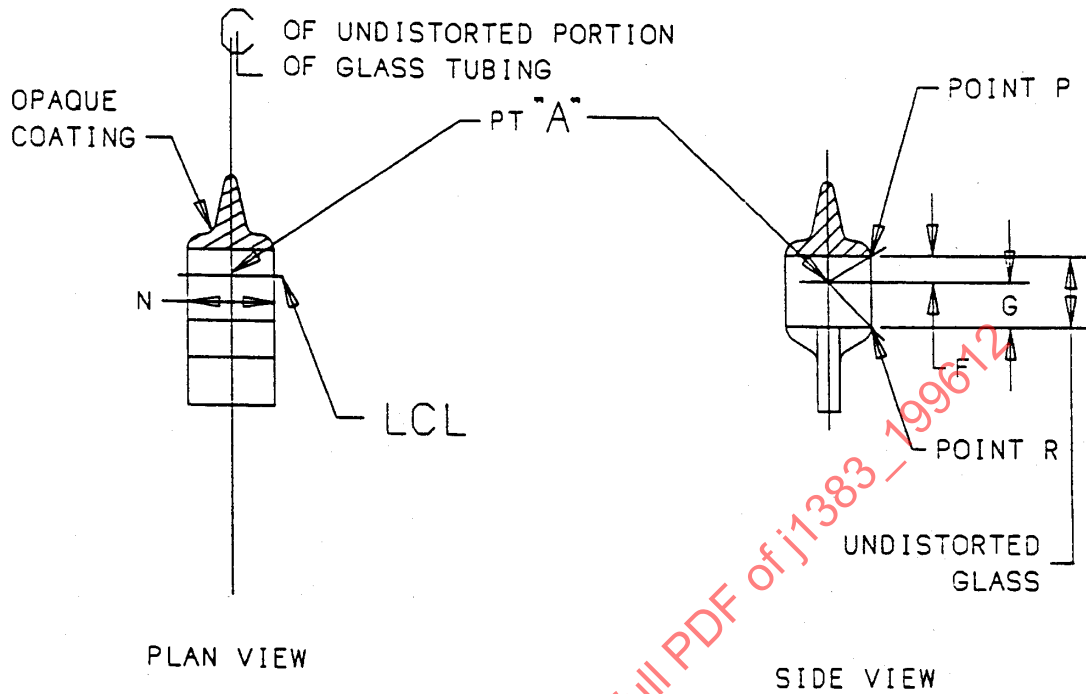 ℄ OF UNDISTORTED PORTION
OF GLASS TUBING
OPAQUE
COATING
PT "A"
POINT P
N
G
F
LCL
POINT R
UNDISTORTED
GLASS
PLAN VIEW
SIDE VIEW
full PDF of j1383_199612